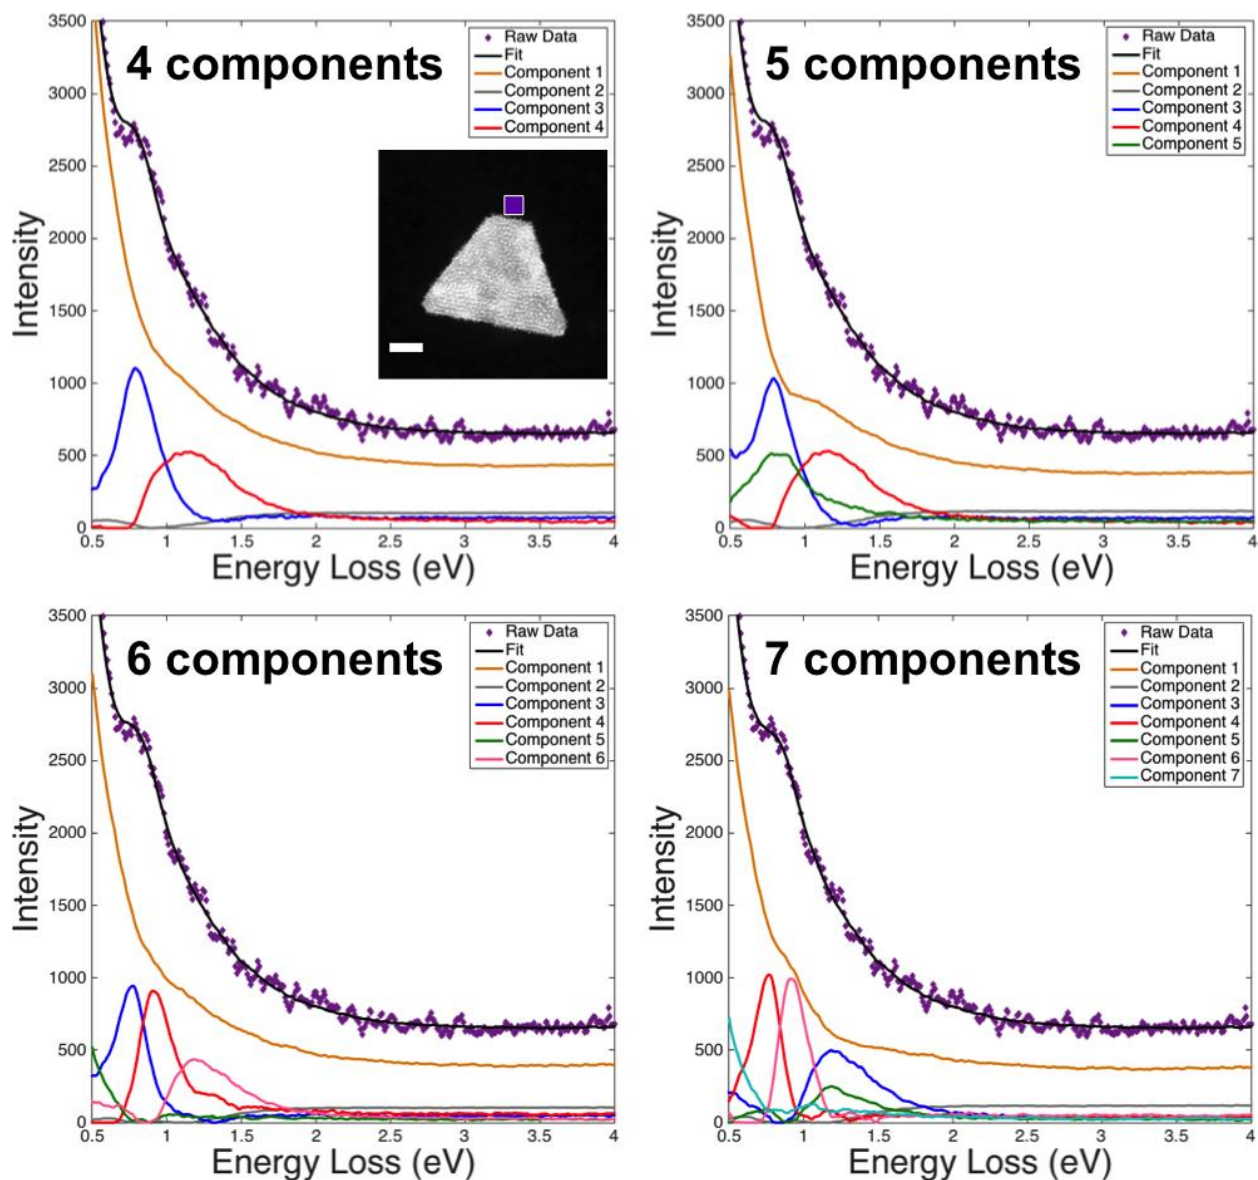 4 components
3500
3000
2500
2000
1500
1000
500
0
Intensity
0.5 1 1.5 2 2.5 3 3.5 4
Energy Loss (eV)
Raw Data
Fit
Component 1
Component 2
Component 3
Component 4
5 components
3500
3000
2500
2000
1500
1000
500
0
Intensity
0.5 1 1.5 2 2.5 3 3.5 4
Energy Loss (eV)
Raw Data
Fit
Component 1
Component 2
Component 3
Component 4
Component 5
6 components
3500
3000
2500
2000
1500
1000
500
0
Intensity
0.5 1 1.5 2 2.5 3 3.5 4
Energy Loss (eV)
Raw Data
Fit
Component 1
Component 2
Component 3
Component 4
Component 5
Component 6
7 components
3500
3000
2500
2000
1500
1000
500
0
Intensity
0.5 1 1.5 2 2.5 3 3.5 4
Energy Loss (eV)
Raw Data
Fit
Component 1
Component 2
Component 3
Component 4
Component 5
Component 6
Component 7